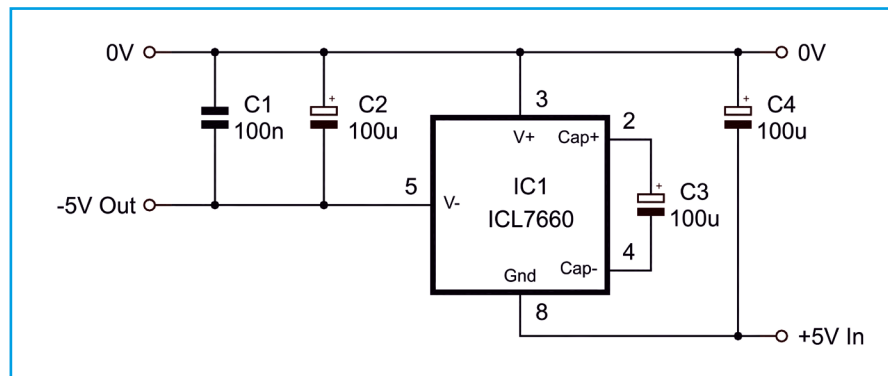 0V
0V
3
2
C1
100n
+
C2
100u
+
C4
100u
V+
Cap+
5
V-
IC1
ICL7660
+
C3
100u
-5V Out
4
Gnd
Cap-
8
+5V In